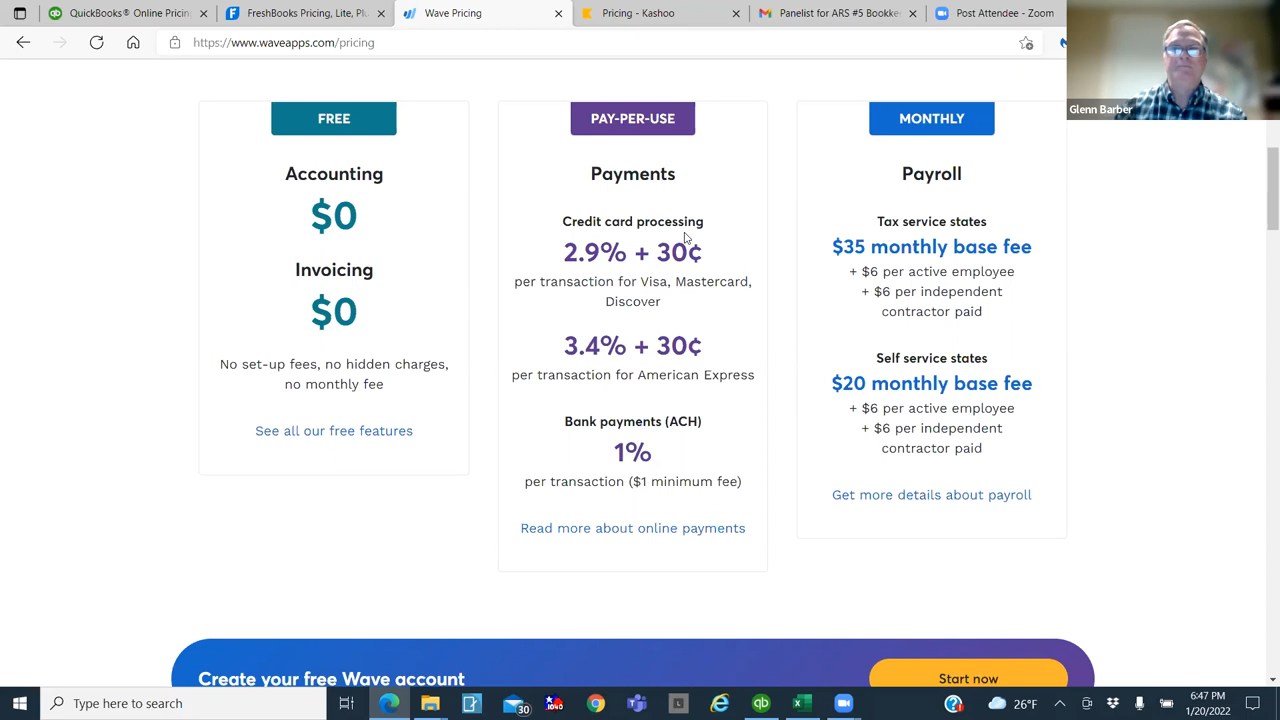 QuickBooks® Online Pricing
FreshBooks Pricing, Lite, Plu
Wave Pricing
Pricing - Kashoo
Panelist for ARS #5 Bookke
Post Attendee - Zoom
https://www.waveapps.com/pricing
Glenn Barber
FREE
Accounting
$0
Invoicing
$0
No set-up fees, no hidden charges,
no monthly fee
See all our free features
PAY-PER-USE
Payments
Credit card processing
2.9% + 30¢
per transaction for Visa, Mastercard,
Discover
3.4% + 30¢
per transaction for American Express
Bank payments (ACH)
1%
per transaction ($1 minimum fee)
Read more about online payments
MONTHLY
Payroll
Tax service states
$35 monthly base fee
+ $6 per active employee
+ $6 per independent
contractor paid
Self service states
$20 monthly base fee
+ $6 per active employee
+ $6 per independent
contractor paid
Get more details about payroll
Create your free Wave account
Start now
Type here to search
30
1040
26°F
6:47 PM
1/20/2022